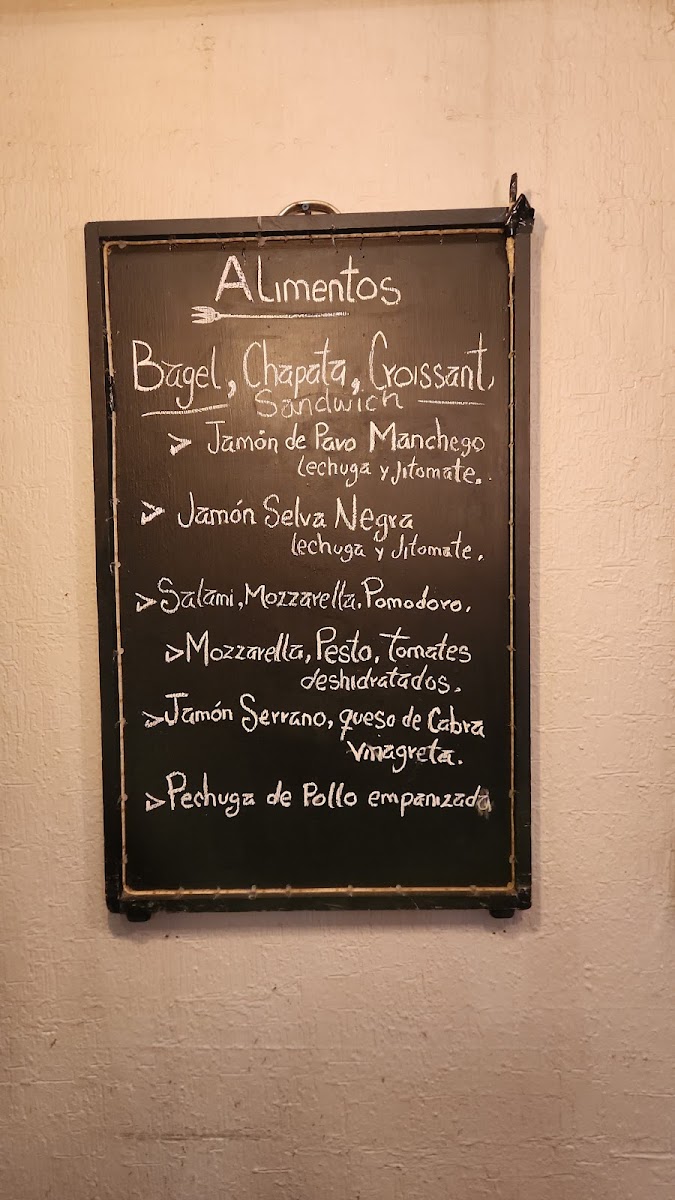 Alimentos
Bagel, Chapata, Croissant,
Sandwich
> Jamón de Pavo Manchego
lechuga y Jitomate.
> Jamón Selva Negra
lechuga y Jitomate.
> Salami, Mozzarella, Pomodoro.
> Mozzarella, Pesto, Tomates
deshidratados.
> Jamón Serrano, queso de Cabra
vinagreta.
> Pechuga de Pollo empanizada